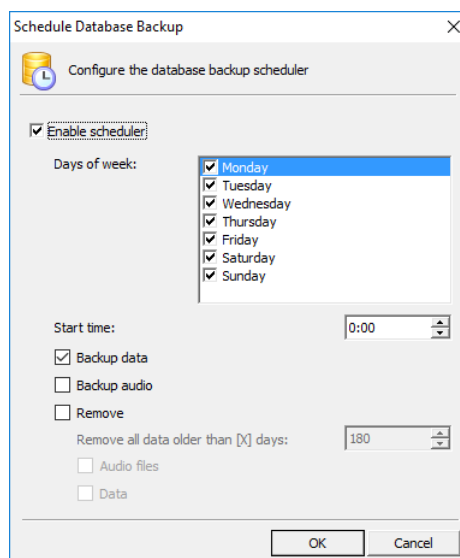 Schedule Database Backup
Configure the database backup scheduler
Enable scheduler
Days of week:
Monday
Tuesday
Wednesday
Thursday
Friday
Saturday
Sunday
Start time: 0:00
Backup data
Backup audio
Remove
Remove all data older than [X] days: 180
Audio files
Data
OK Cancel